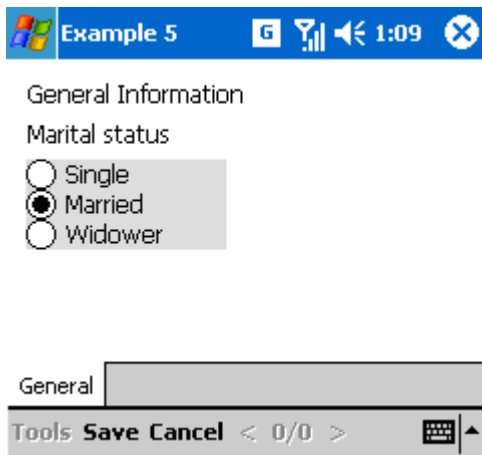 Example 5 G 1:09
General Information
Marital status
Single
Married
Widower
General
Tools Save Cancel < 0/0 >